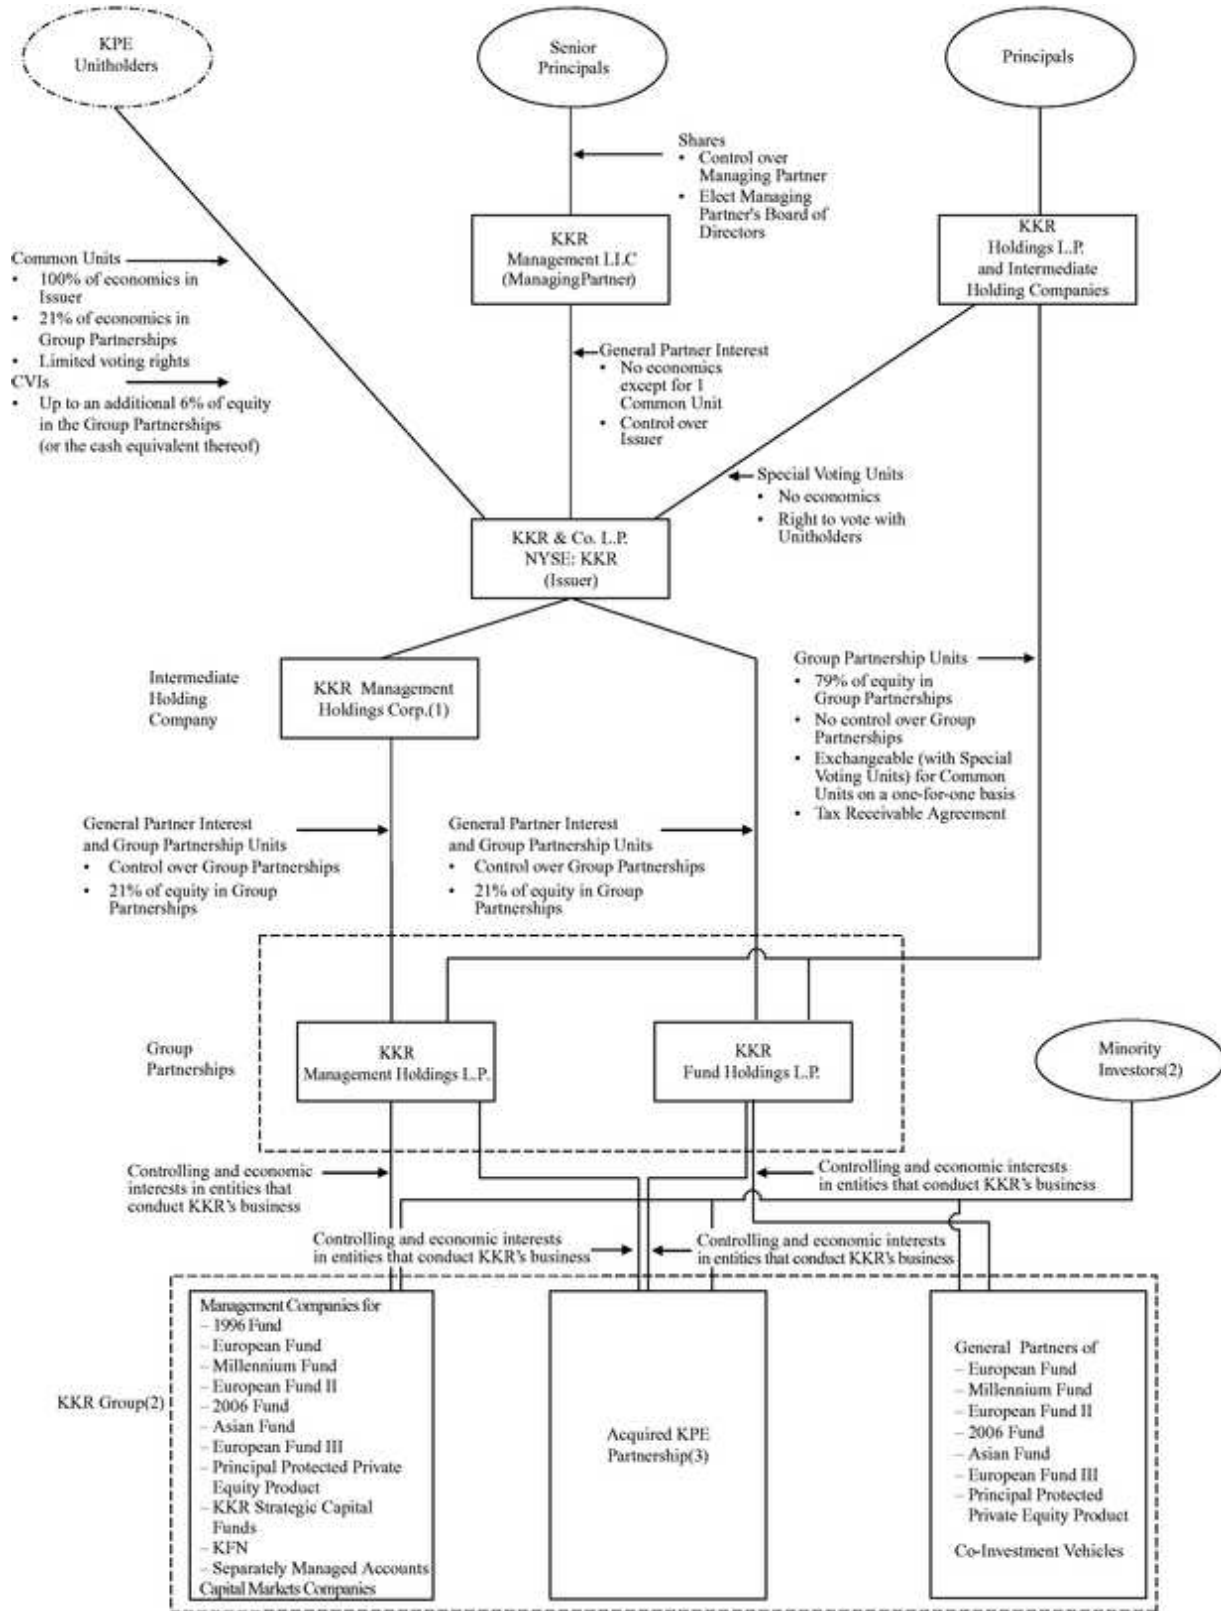 KPE
Unitholders
Senior
Principals
Principals
Shares
• Control over
Managing Partner
• Elect Managing
Partner's Board of
Directors
KKR
Management LLC
(ManagingPartner)
KKR
Holdings L.P.
and Intermediate
Holding Companies
Common Units
• 100% of economics in
Issuer
• 21% of economics in
Group Partnerships
• Limited voting rights
CVIs
• Up to an additional 6% of equity
in the Group Partnerships
(or the cash equivalent thereof)
General Partner Interest
• No economics
except for 1
Common Unit
• Control over
Issuer
Special Voting Units
• No economics
• Right to vote with
Unitholders
KKR & Co. L.P.
NYSE: KKR
(Issuer)
Intermediate
Holding
Company
KKR Management
Holdings Corp.(1)
Group Partnership Units
• 79% of equity in
Group Partnerships
• No control over Group
Partnerships
• Exchangeable (with Special
Voting Units) for Common
Units on a one-for-one basis
• Tax Receivable Agreement
General Partner Interest
and Group Partnership Units
• Control over Group Partnerships
• 21% of equity in Group
Partnerships
General Partner Interest
and Group Partnership Units
• Control over Group Partnerships
• 21% of equity in Group
Partnerships
Group
Partnerships
KKR
Management Holdings L.P.
KKR
Fund Holdings L.P.
Minority
Investors(2)
Controlling and economic
interests in entities that
conduct KKR's business
Controlling and economic interests
in entities that conduct KKR's business
Controlling and economic interests
in entities that conduct KKR's business
Controlling and economic interests
in entities that conduct KKR's business
KKR Group(2)
Management Companies for
– 1996 Fund
– European Fund
– Millennium Fund
– European Fund II
– 2006 Fund
– Asian Fund
– European Fund III
– Principal Protected Private
Equity Product
– KKR Strategic Capital
Funds
– KFN
– Separately Managed Accounts
Capital Markets Companies
Acquired KPE
Partnership(3)
General Partners of
– European Fund
– Millennium Fund
– European Fund II
– 2006 Fund
– Asian Fund
– European Fund III
– Principal Protected
Private Equity Product
Co-Investment Vehicles